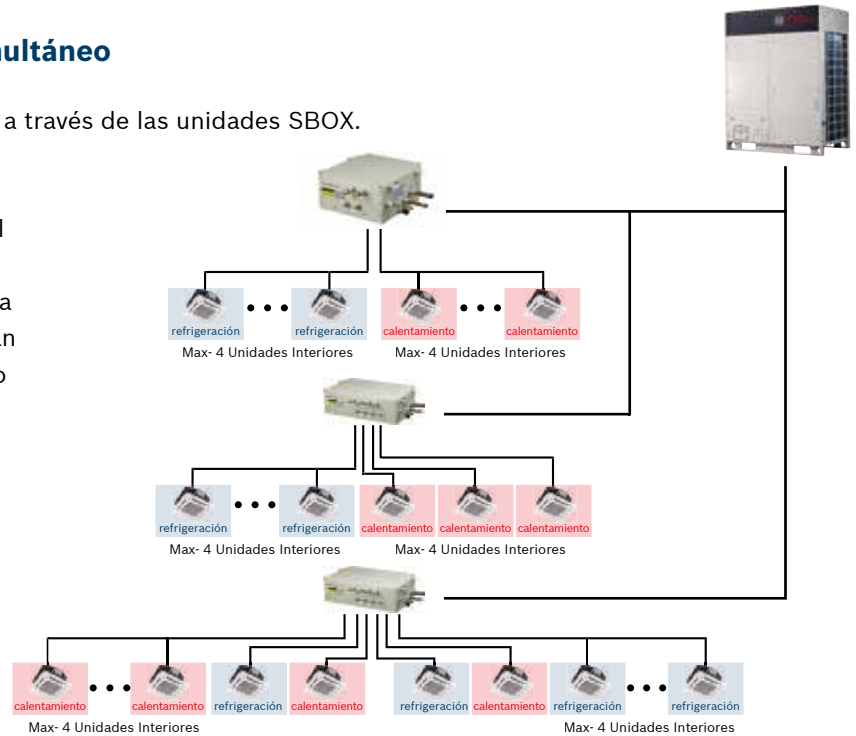 ultáneo
a través de las unidades SBOX.
a
o
refrigeración refrigeración calentamiento calentamiento
Max- 4 Unidades Interiores Max- 4 Unidades Interiores
refrigeración refrigeración calentamiento calentamiento calentamiento
Max- 4 Unidades Interiores Max- 4 Unidades Interiores
calentamiento calentamiento refrigeración calentamiento refrigeración calentamiento refrigeración refrigeración
Max- 4 Unidades Interiores Max- 4 Unidades Interiores